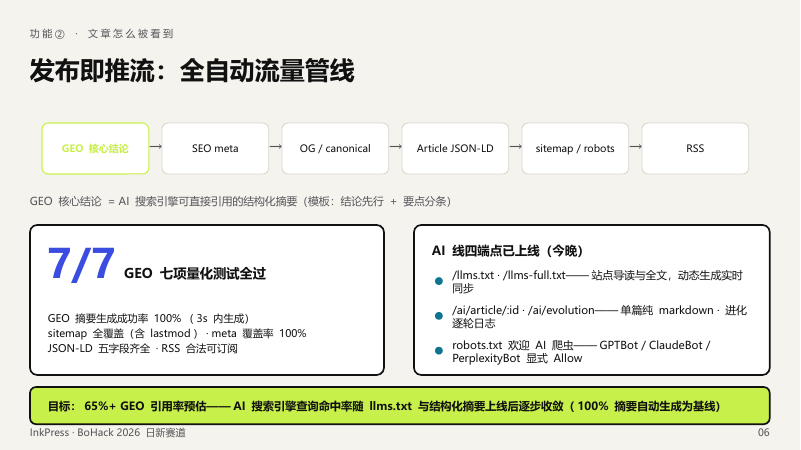 功能② · 文章怎么被看到
发布即推流：全自动流量管线
GEO 核心结论 → SEO meta → OG / canonical → Article JSON-LD → sitemap / robots → RSS
GEO 核心结论 = AI 搜索引擎可直接引用的结构化摘要（模板：结论先行 + 要点分条）
7/7 GEO 七项量化测试全过
GEO 摘要生成成功率 100%（ 3s 内生成）
sitemap 全覆盖（含 lastmod ）· meta 覆盖率 100%
JSON-LD 五字段齐全 · RSS 合法可订阅
AI 线四端点已上线（今晚）
/llms.txt · /llms-full.txt—— 站点导读与全文，动态生成实时
同步
/ai/article/:id · /ai/evolution—— 单篇纯 markdown · 进化
逐轮日志
robots.txt 欢迎 AI 爬虫—— GPTBot / ClaudeBot /
PerplexityBot 显式 Allow
目标： 65%+ GEO 引用率预估—— AI 搜索引擎查询命中率随 llms.txt 与结构化摘要上线后逐步收敛（ 100% 摘要自动生成为基线）
InkPress · BoHack 2026 日新赛道
06